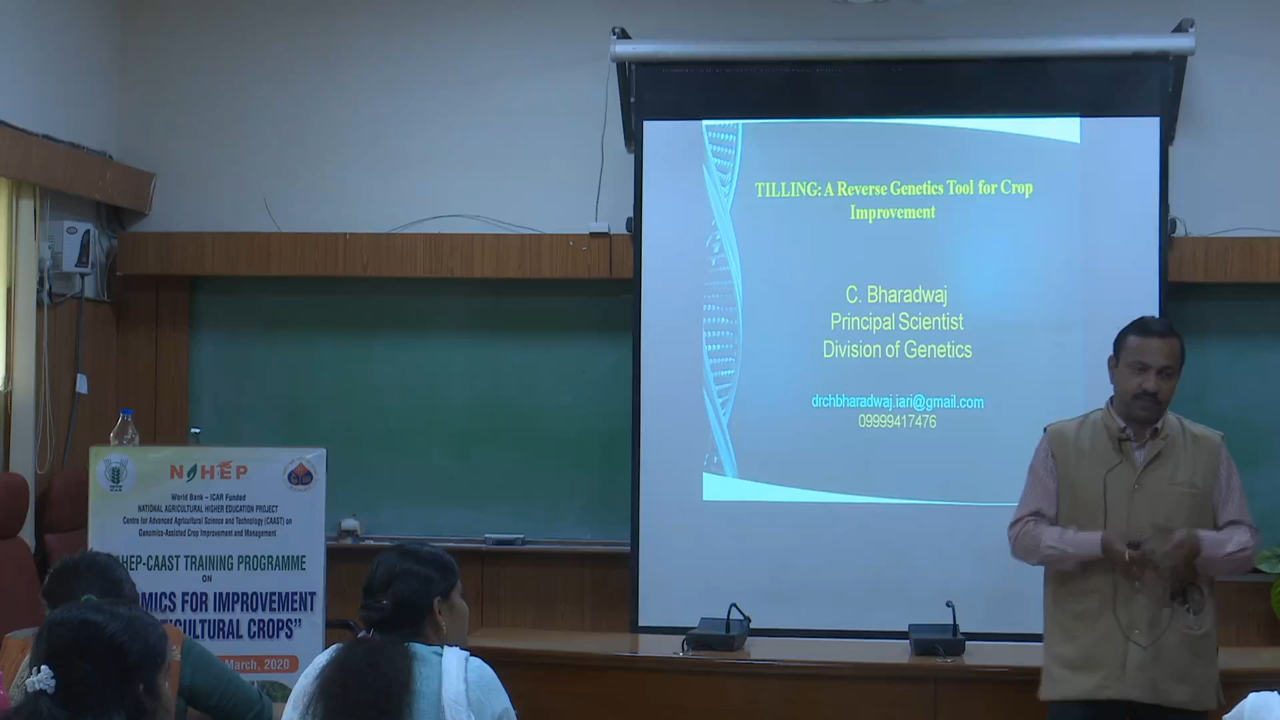 TILLING: A Reverse Genetics Tool for Crop
Improvement
C. Bharadwaj
Principal Scientist
Division of Genetics
drchbharadwaj.iari@gmail.com
09999417476
NAHEP
World Bank – ICAR Funded
NATIONAL AGRICULTURAL HIGHER EDUCATION PROJECT
Centre for Advanced Agricultural Science and Technology (CAAST) on
Genomics-Assisted Crop Improvement and Management
HEP-CAAST TRAINING PROGRAMME
ON
OMICS FOR IMPROVEMENT
TICULTURAL CROPS”
March, 2020